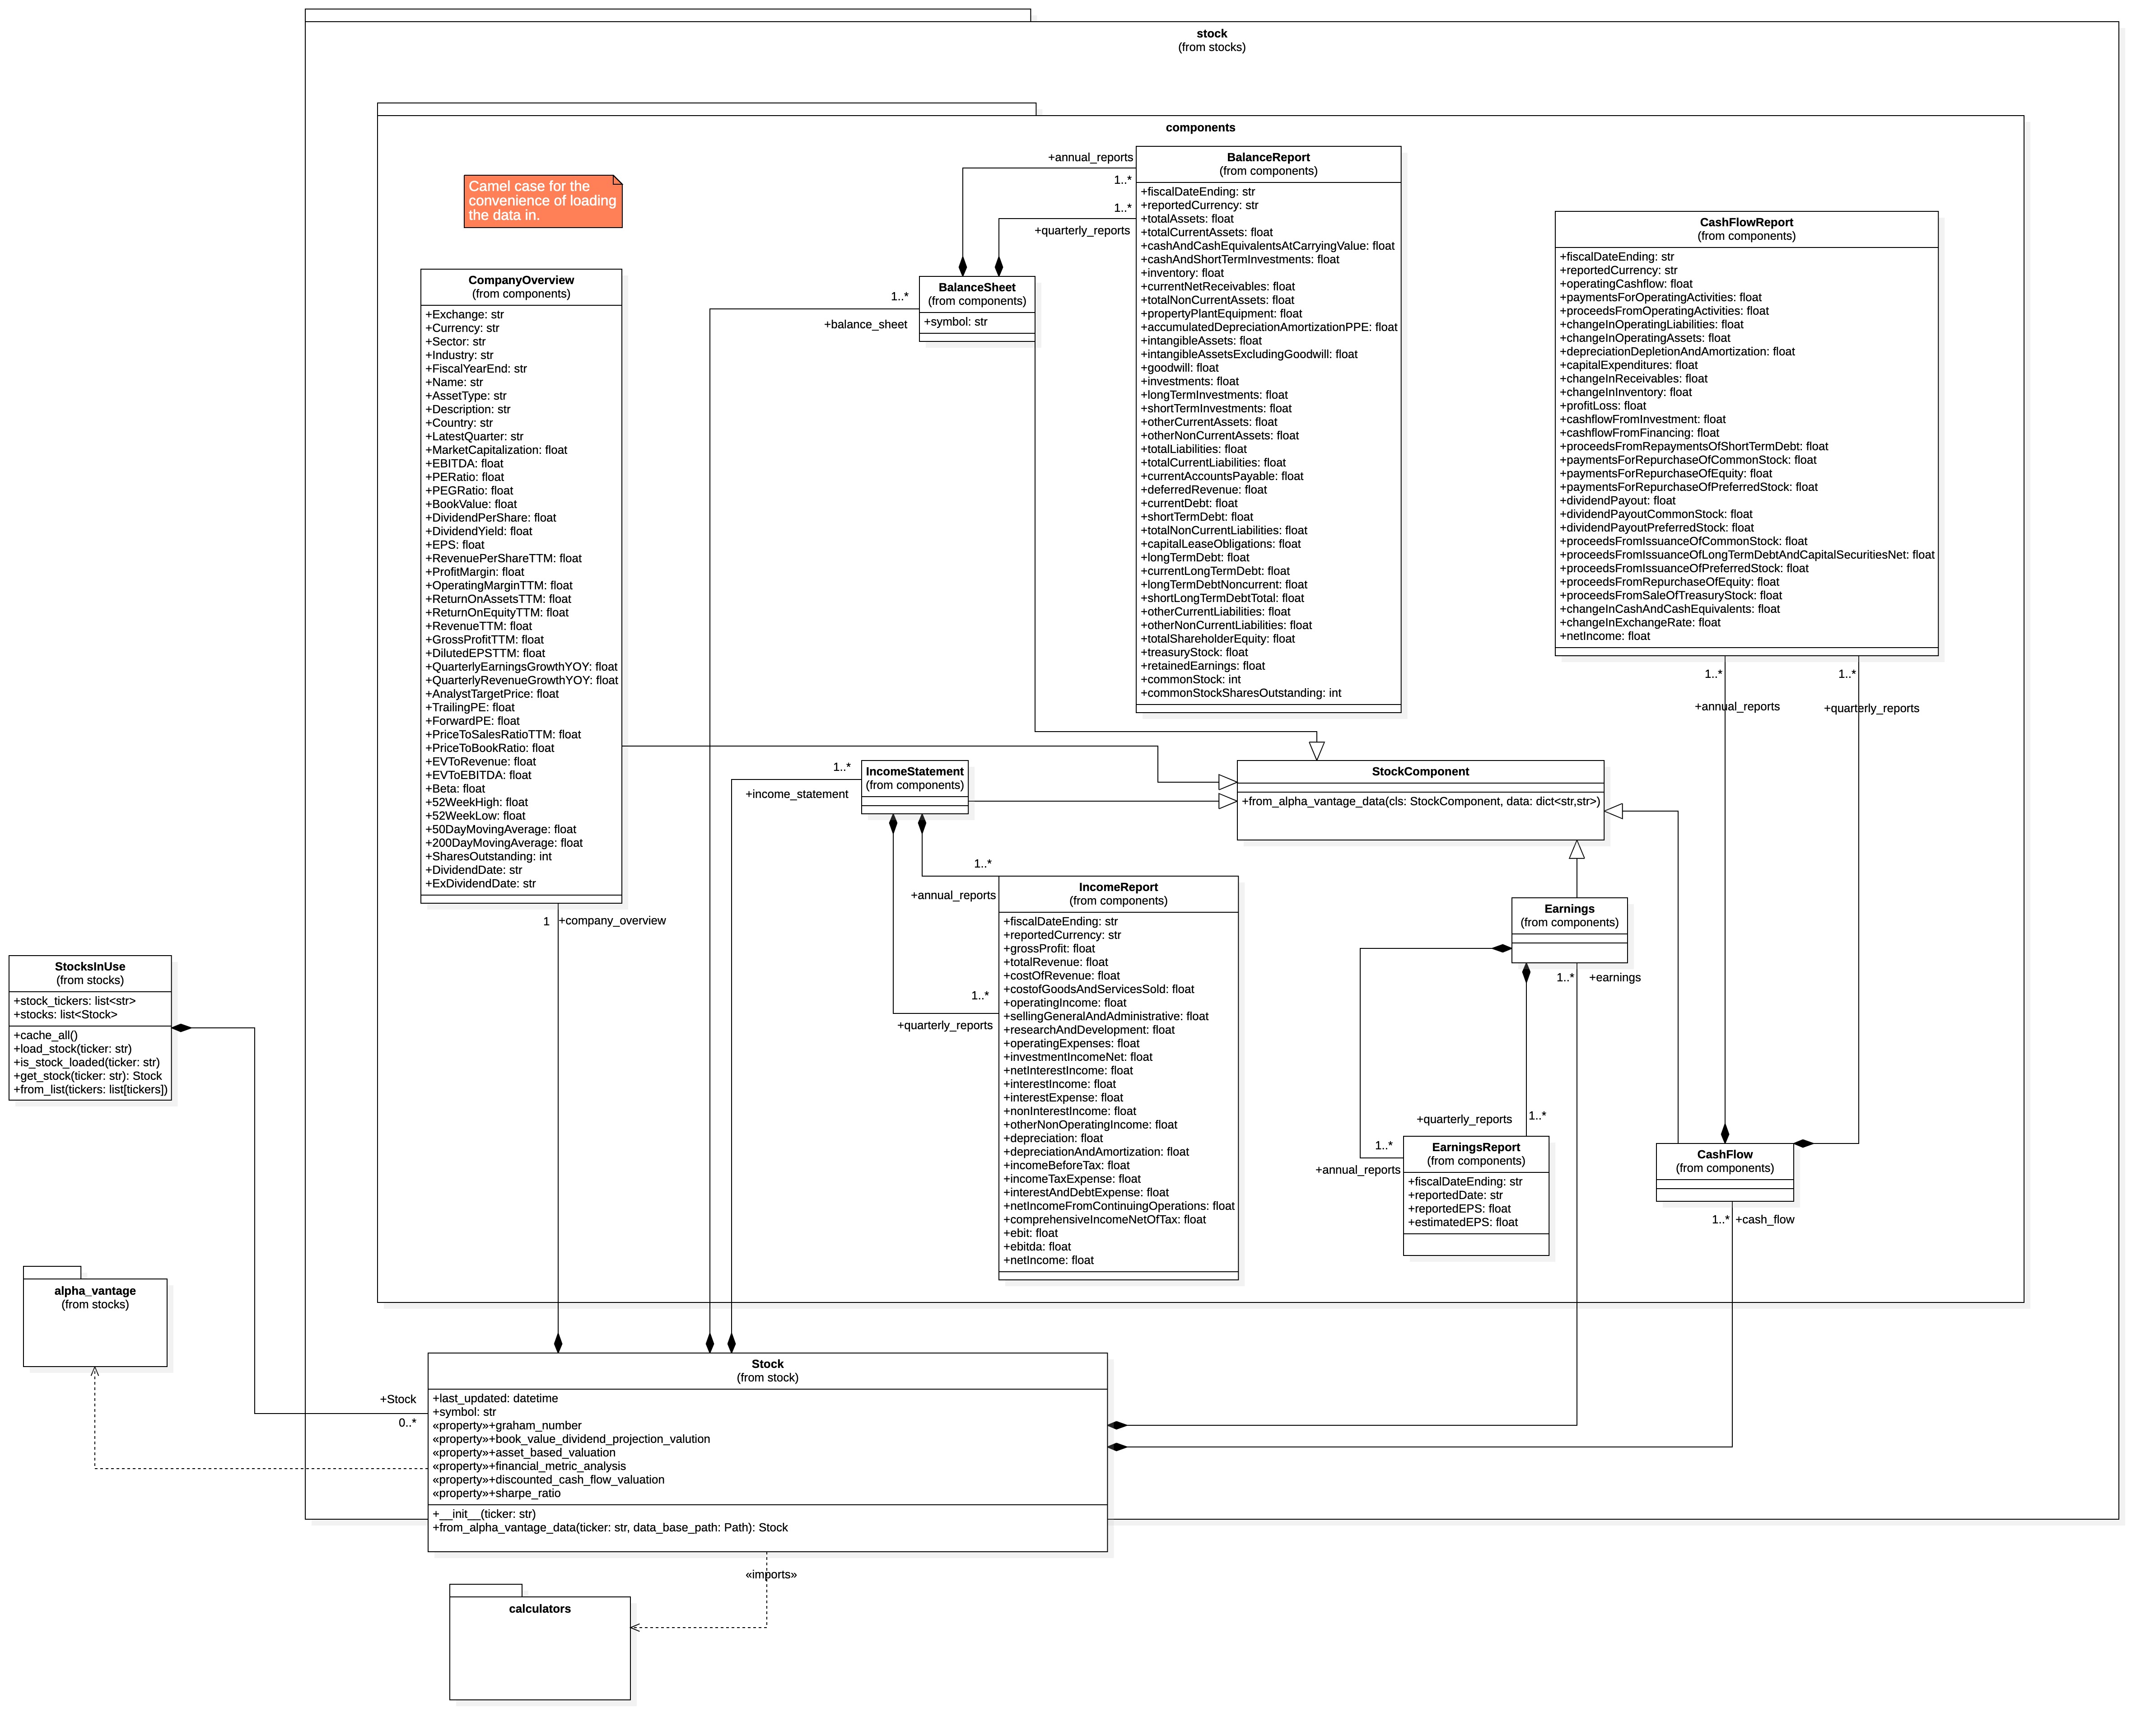 stock
(from stocks)
components
Camel case for the
convenience of loading
the data in.
CompanyOverview
(from components)
+Exchange: str
+Currency: str
+Sector: str
+Industry: str
+FiscalYearEnd: str
+Name: str
+AssetType: str
+Description: str
+Country: str
+LatestQuarter: str
+MarketCapitalization: float
+EBITDA: float
+PERatio: float
+PEGRatio: float
+BookValue: float
+DividendPerShare: float
+DividendYield: float
+EPS: float
+RevenuePerShareTTM: float
+ProfitMargin: float
+OperatingMarginTTM: float
+ReturnOnAssetsTTM: float
+ReturnOnEquityTTM: float
+RevenueTTM: float
+GrossProfitTTM: float
+DilutedEPSTTM: float
+QuarterlyEarningsGrowthYOY: float
+QuarterlyRevenueGrowthYOY: float
+AnalystTargetPrice: float
+TrailingPE: float
+ForwardPE: float
+PriceToSalesRatioTTM: float
+PriceToBookRatio: float
+EVToRevenue: float
+EVToEBITDA: float
+Beta: float
+52WeekHigh: float
+52WeekLow: float
+50DayMovingAverage: float
+200DayMovingAverage: float
+SharesOutstanding: int
+DividendDate: str
+ExDividendDate: str
1
+company_overview
+annual_reports
1..*
1..*
+quarterly_reports
BalanceSheet
(from components)
+symbol: str
1..*
+balance_sheet
BalanceReport
(from components)
+fiscalDateEnding: str
+reportedCurrency: str
+totalAssets: float
+totalCurrentAssets: float
+cashAndCashEquivalentsAtCarryingValue: float
+cashAndShortTermInvestments: float
+inventory: float
+currentNetReceivables: float
+totalNonCurrentAssets: float
+propertyPlantEquipment: float
+accumulatedDepreciationAmortizationPPE: float
+intangibleAssets: float
+intangibleAssetsExcludingGoodwill: float
+goodwill: float
+investments: float
+longTermInvestments: float
+shortTermInvestments: float
+otherCurrentAssets: float
+otherNonCurrentAssets: float
+totalLiabilities: float
+totalCurrentLiabilities: float
+currentAccountsPayable: float
+deferredRevenue: float
+currentDebt: float
+shortTermDebt: float
+totalNonCurrentLiabilities: float
+capitalLeaseObligations: float
+longTermDebt: float
+currentLongTermDebt: float
+longTermDebtNoncurrent: float
+shortLongTermDebtTotal: float
+otherCurrentLiabilities: float
+otherNonCurrentLiabilities: float
+totalShareholderEquity: float
+treasuryStock: float
+retainedEarnings: float
+commonStock: int
+commonStockSharesOutstanding: int
CashFlowReport
(from components)
+fiscalDateEnding: str
+reportedCurrency: str
+operatingCashflow: float
+paymentsForOperatingActivities: float
+proceedsFromOperatingActivities: float
+changeInOperatingLiabilities: float
+changeInOperatingAssets: float
+depreciationDepletionAndAmortization: float
+capitalExpenditures: float
+changeInReceivables: float
+changeInInventory: float
+profitLoss: float
+cashflowFromInvestment: float
+cashflowFromFinancing: float
+proceedsFromRepaymentsOfShortTermDebt: float
+paymentsForRepurchaseOfCommonStock: float
+paymentsForRepurchaseOfEquity: float
+paymentsForRepurchaseOfPreferredStock: float
+dividendPayout: float
+dividendPayoutCommonStock: float
+dividendPayoutPreferredStock: float
+proceedsFromIssuanceOfCommonStock: float
+proceedsFromIssuanceOfLongTermDebtAndCapitalSecuritiesNet: float
+proceedsFromIssuanceOfPreferredStock: float
+proceedsFromRepurchaseOfEquity: float
+proceedsFromSaleOfTreasuryStock: float
+changeInCashAndCashEquivalents: float
+changeInExchangeRate: float
+netIncome: float
1..*
+annual_reports
1..*
+quarterly_reports
1..*
+income_statement
IncomeStatement
(from components)
StockComponent
+from_alpha_vantage_data(cls: StockComponent, data: dict<str,str>)
1..*
+annual_reports
1..*
+quarterly_reports
IncomeReport
(from components)
+fiscalDateEnding: str
+reportedCurrency: str
+grossProfit: float
+totalRevenue: float
+costOfRevenue: float
+costofGoodsAndServicesSold: float
+operatingIncome: float
+sellingGeneralAndAdministrative: float
+researchAndDevelopment: float
+operatingExpenses: float
+investmentIncomeNet: float
+netInterestIncome: float
+interestIncome: float
+interestExpense: float
+nonInterestIncome: float
+otherNonOperatingIncome: float
+depreciation: float
+depreciationAndAmortization: float
+incomeBeforeTax: float
+incomeTaxExpense: float
+interestAndDebtExpense: float
+netIncomeFromContinuingOperations: float
+comprehensiveIncomeNetOfTax: float
+ebit: float
+ebitda: float
+netIncome: float
Earnings
(from components)
1..*
+earnings
+quarterly_reports
1..*
1..*
+annual_reports
EarningsReport
(from components)
+fiscalDateEnding: str
+reportedDate: str
+reportedEPS: float
+estimatedEPS: float
CashFlow
(from components)
1..*
+cash_flow
StocksInUse
(from stocks)
+stock_tickers: list<str>
+stocks: list<Stock>
+cache_all()
+load_stock(ticker: str)
+is_stock_loaded(ticker: str)
+get_stock(ticker: str): Stock
+from_list(tickers: list[tickers])
alpha_vantage
(from stocks)
+Stock
0..*
Stock
(from stock)
+last_updated: datetime
+symbol: str
«property»+graham_number
«property»+book_value_dividend_projection_valution
«property»+asset_based_valuation
«property»+financial_metric_analysis
«property»+discounted_cash_flow_valuation
«property»+sharpe_ratio
+__init__(ticker: str)
+from_alpha_vantage_data(ticker: str, data_base_path: Path): Stock
«imports»
calculators